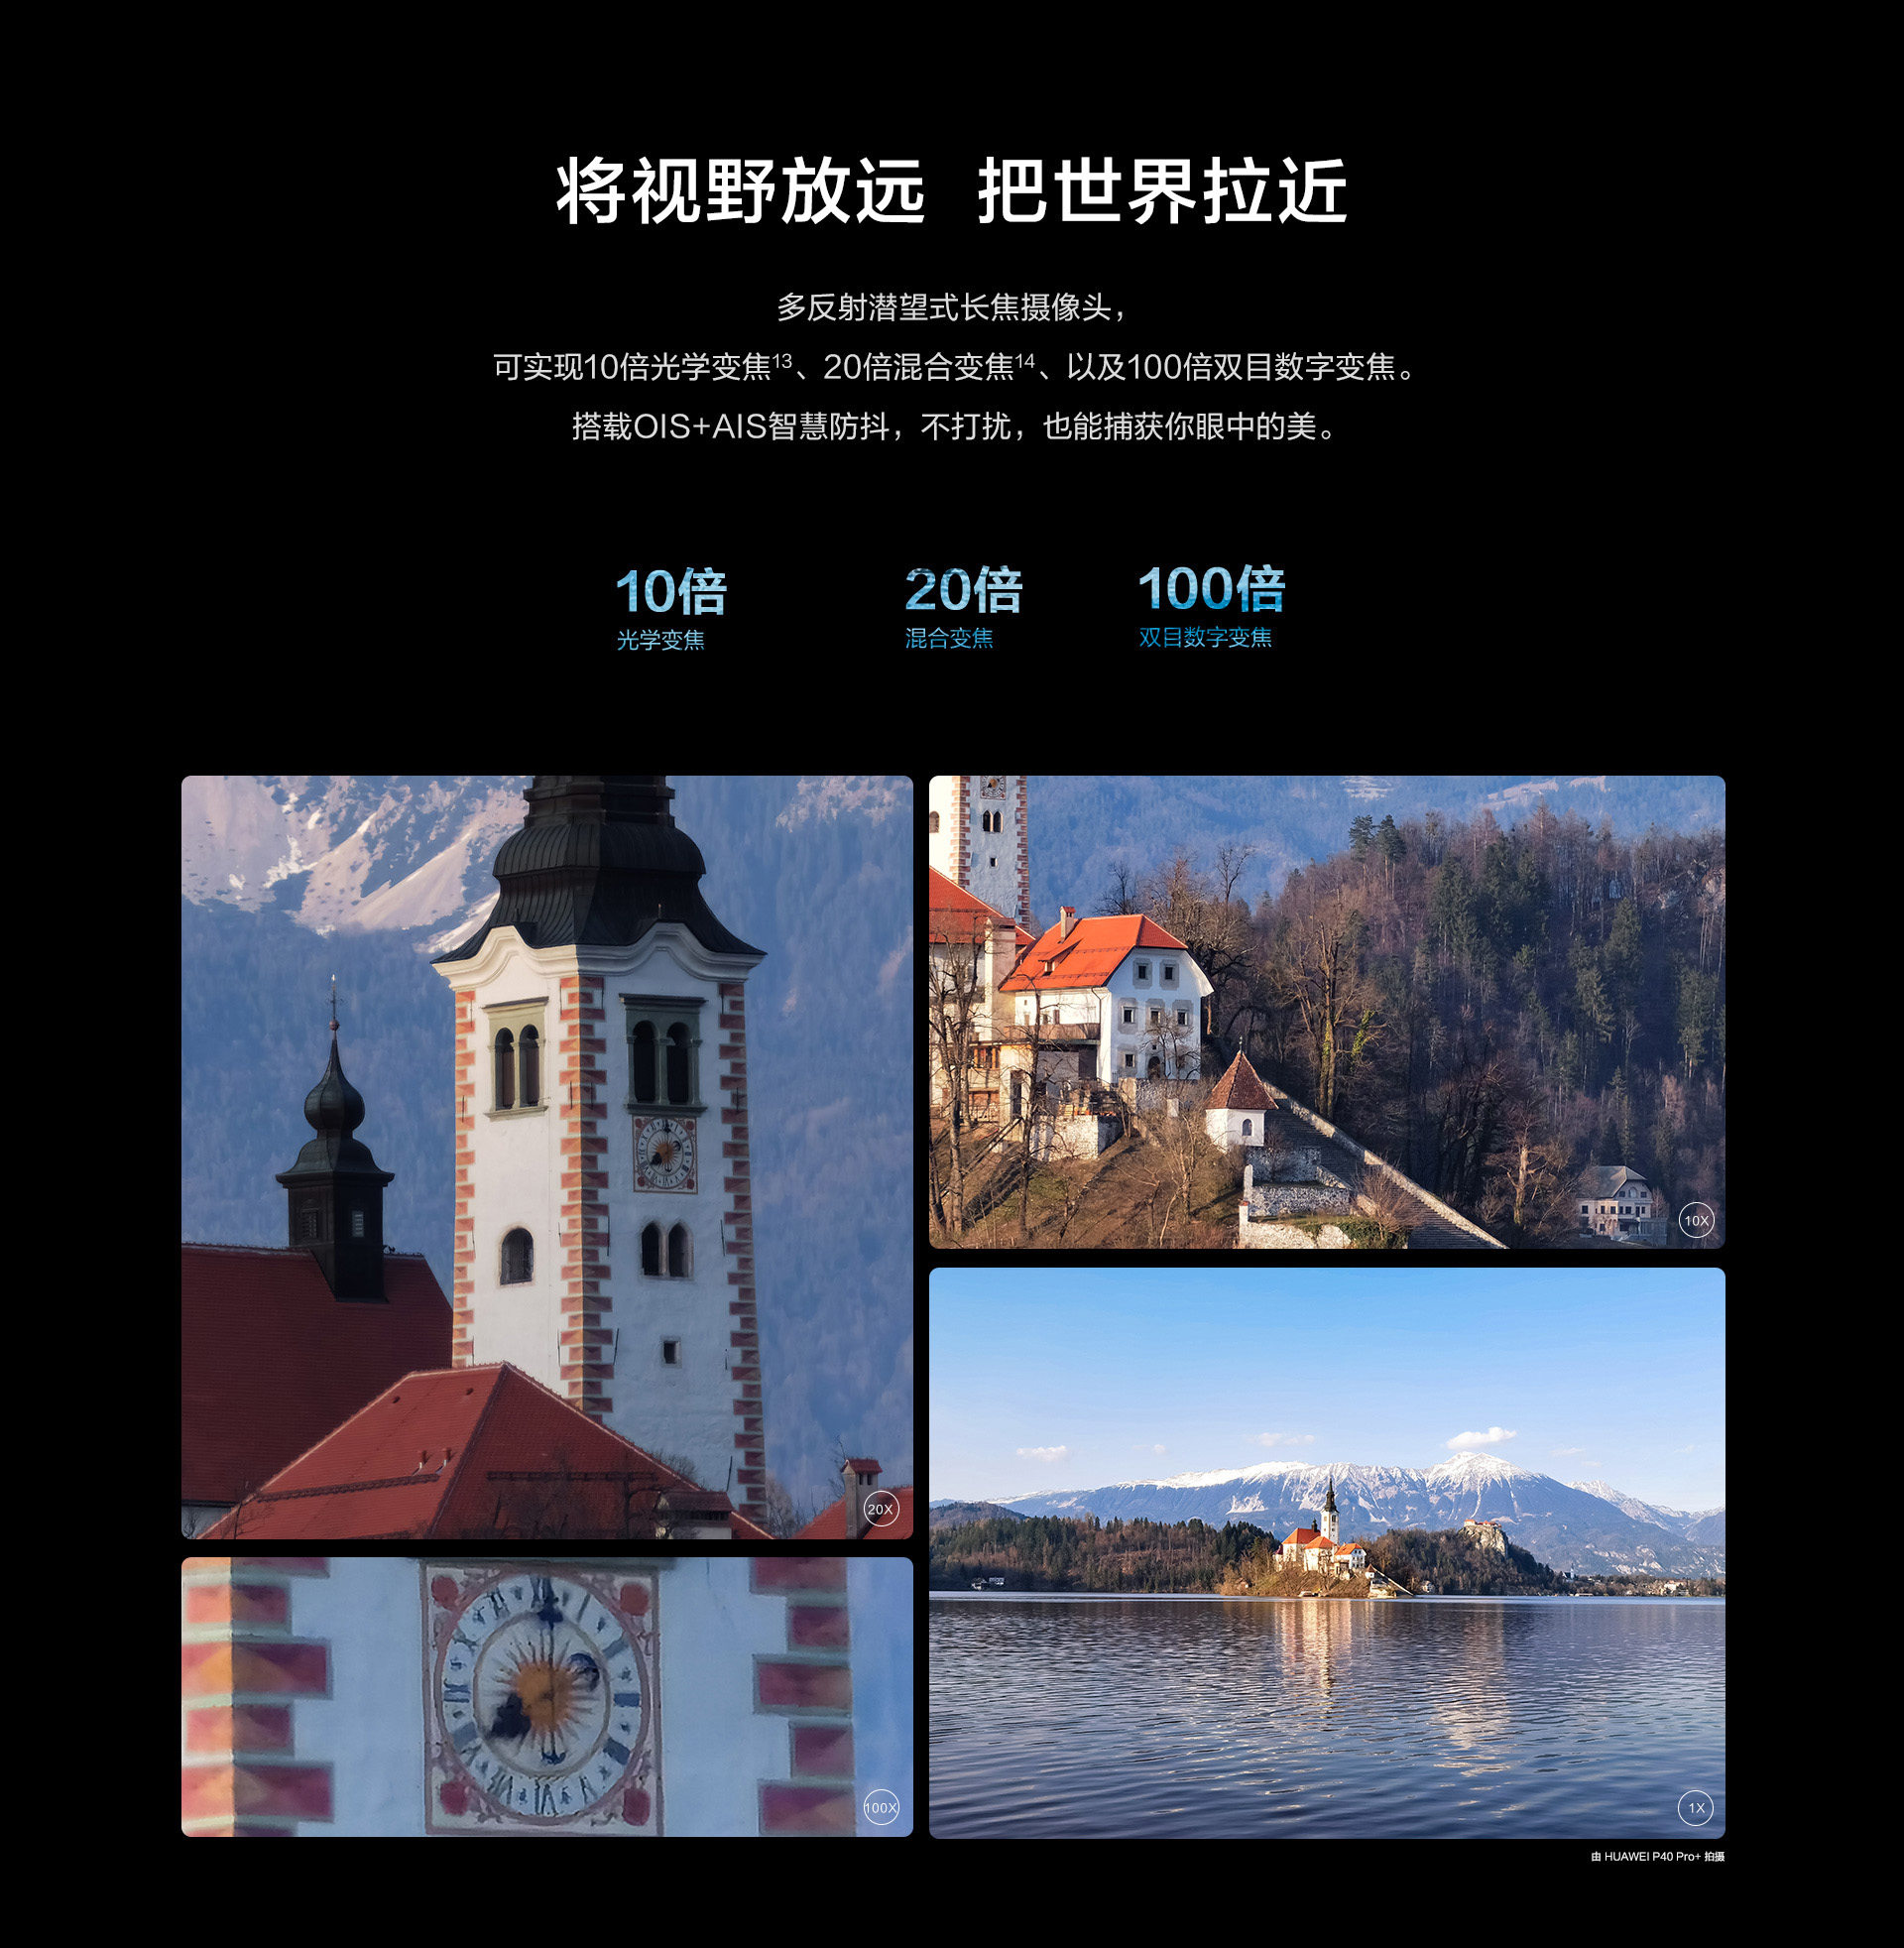 将视野放远 把世界拉近
多反射潜望式长焦摄像头，
可实现10倍光学变焦13、20倍混合变焦14、以及100倍双目数字变焦。
搭载OIS+AIS智慧防抖，不打扰，也能捕获你眼中的美。
10倍
光学变焦
20倍
混合变焦
100倍
双目数字变焦
20X
10X
100X
1X
由 HUAWEI P40 Pro+ 拍摄